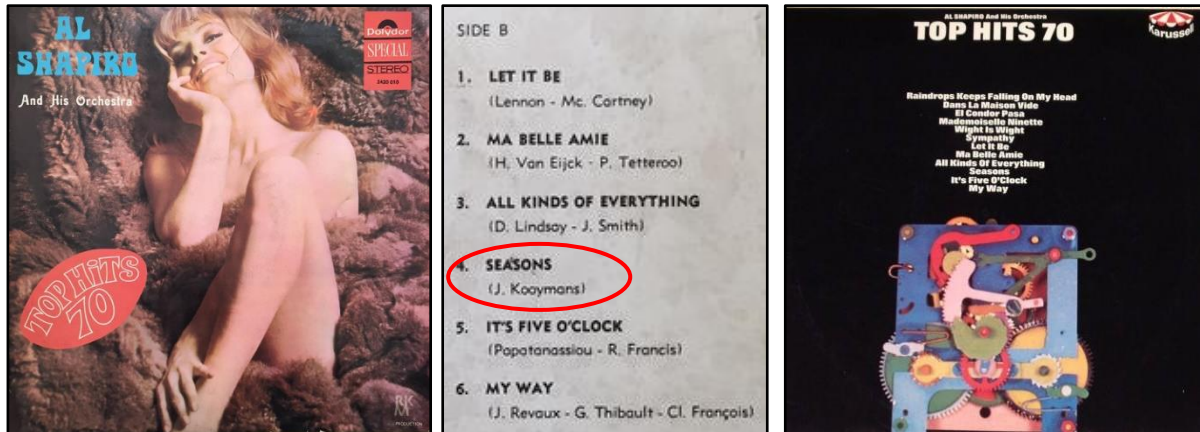 AL
SHAPIRO
And His Orchestra
Polydor
SPECIAL
STEREO
TOP HITS
70
SIDE B
1. LET IT BE
(Lennon - Mc. Cartney)
2. MA BELLE AMIE
(H. Van Eijck - P. Tetteroo)
3. ALL KINDS OF EVERYTHING
(D. Lindsay - J. Smith)
4. SEASONS
(J. Kooymans)
5. IT'S FIVE O'CLOCK
(Papatanassiou - R. Francis)
6. MY WAY
(J. Revaux - G. Thibault - Cl. François)
AL SHAPIRO And His Orchestra
TOP HITS 70
Karussell
Raindrops Keeps Falling On My Head
Dans La Maison Vide
El Condor Pasa
Mademoiselle Ninette
Wight Is Wight
Sympathy
Let It Be
Ma Belle Amie
All Kinds Of Everything
Seasons
It's Five O'Clock
My Way